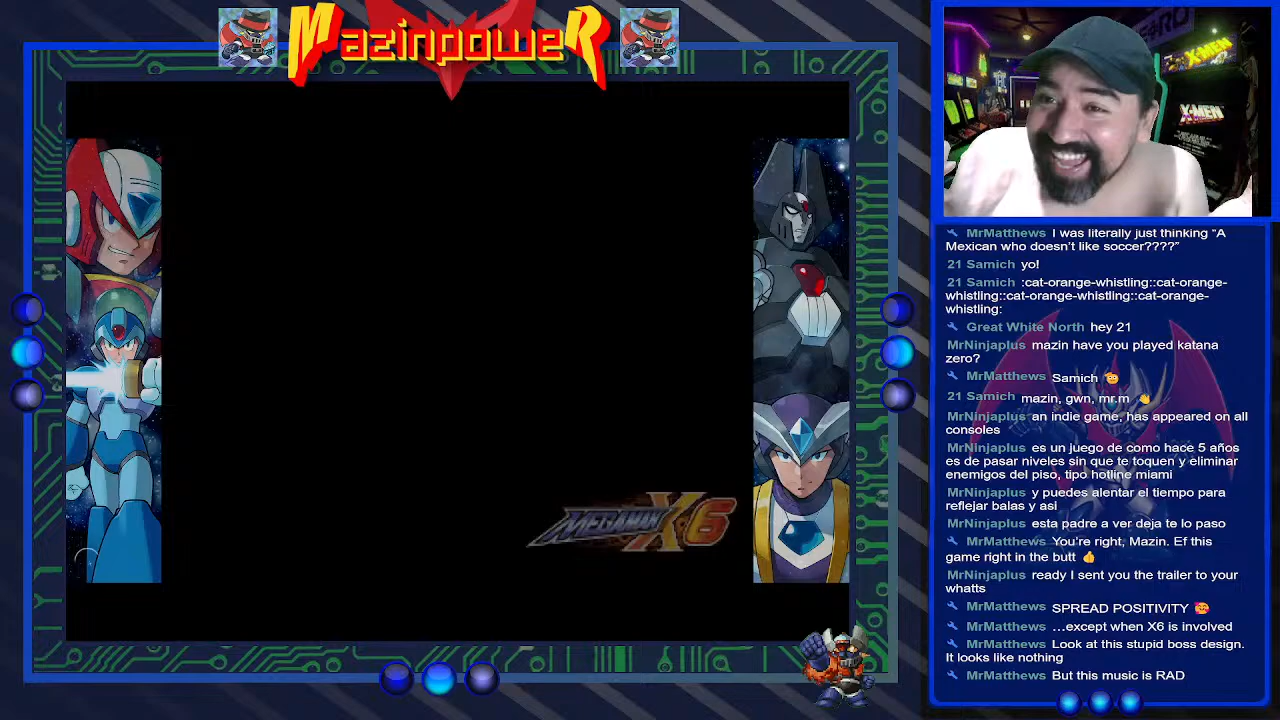 MazinpoweR
X-MEN
X-MEN
MEGAMAN X6
MrMatthews I was literally just thinking "A
Mexican who doesn't like soccer????"
21 Samich yo!
21 Samich :cat-orange-whistling::cat-orange-
whistling::cat-orange-whistling::cat-orange-
whistling:
Great White North hey 21
MrNinjaplus mazin have you played katana
zero?
MrMatthews Samich 🫡
21 Samich mazin, gwn, mr.m 👋
MrNinjaplus an indie game, has appeared on all
consoles
MrNinjaplus es un juego de como hace 5 años
es de pasar niveles sin que te toquen y eliminar
enemigos del piso, tipo hotline miami
MrNinjaplus y puedes alentar el tiempo para
reflejar balas y asi
MrNinjaplus esta padre a ver deja te lo paso
MrMatthews You're right, Mazin. Ef this
game right in the butt 👍
MrNinjaplus ready I sent you the trailer to your
whatts
MrMatthews SPREAD POSITIVITY 🥰
MrMatthews …except when X6 is involved
MrMatthews Look at this stupid boss design.
It looks like nothing
MrMatthews But this music is RAD